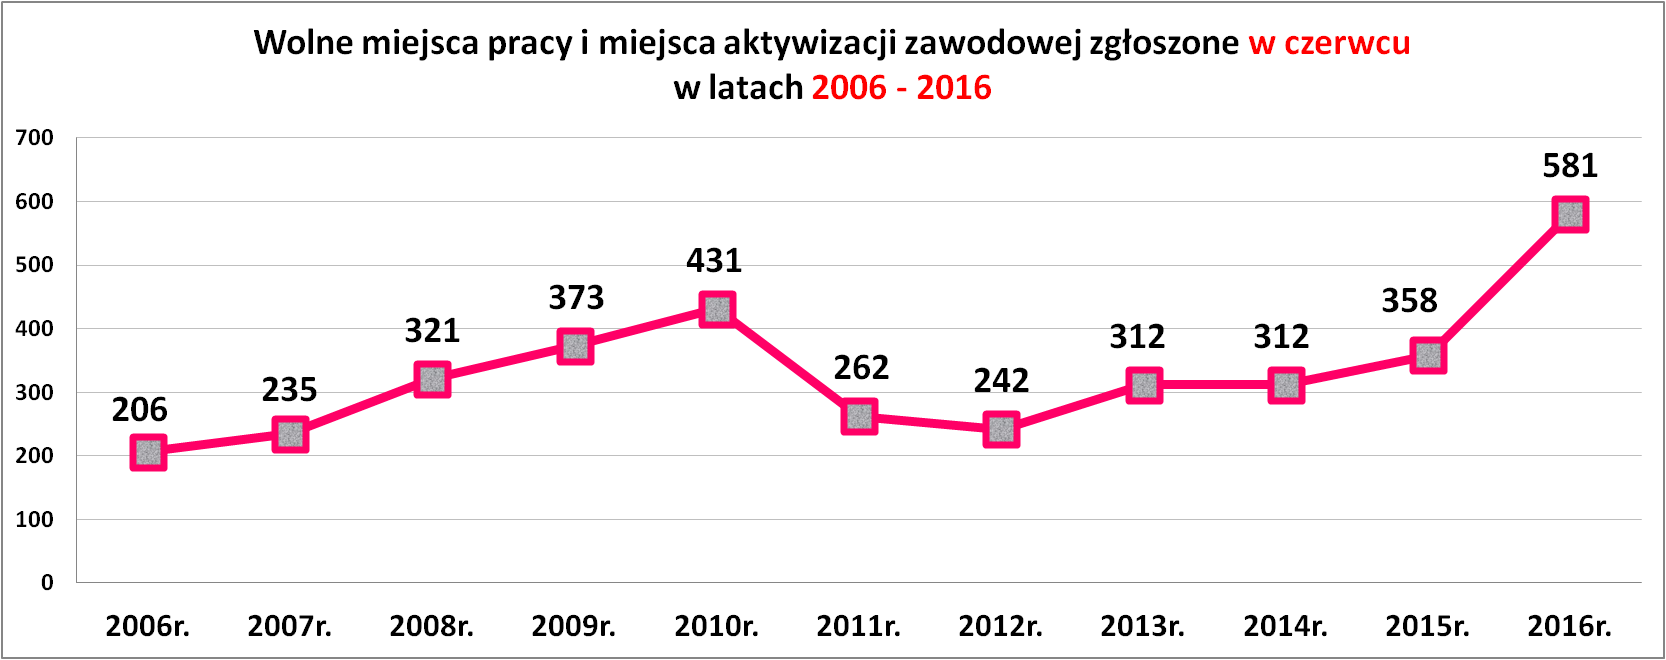 Wolne miejsca pracy i miejsca aktywizacji zawodowej zgłoszone w czerwcu
w latach 2006 - 2016
700
600
500
400
300
200
100
0
206
235
321
373
431
262
242
312
312
358
581
2006r.
2007r.
2008r.
2009r.
2010r.
2011r.
2012r.
2013r.
2014r.
2015r.
2016r.